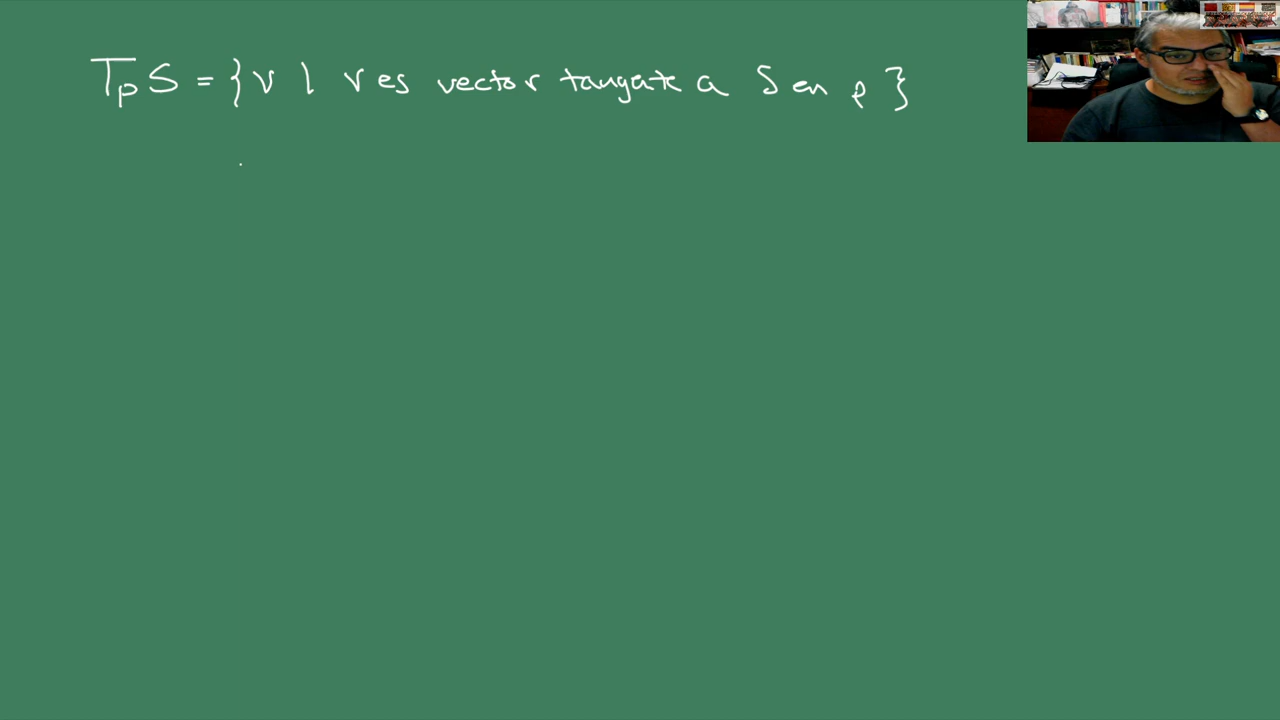 TpS = {v | v es vector tangate a S en p}